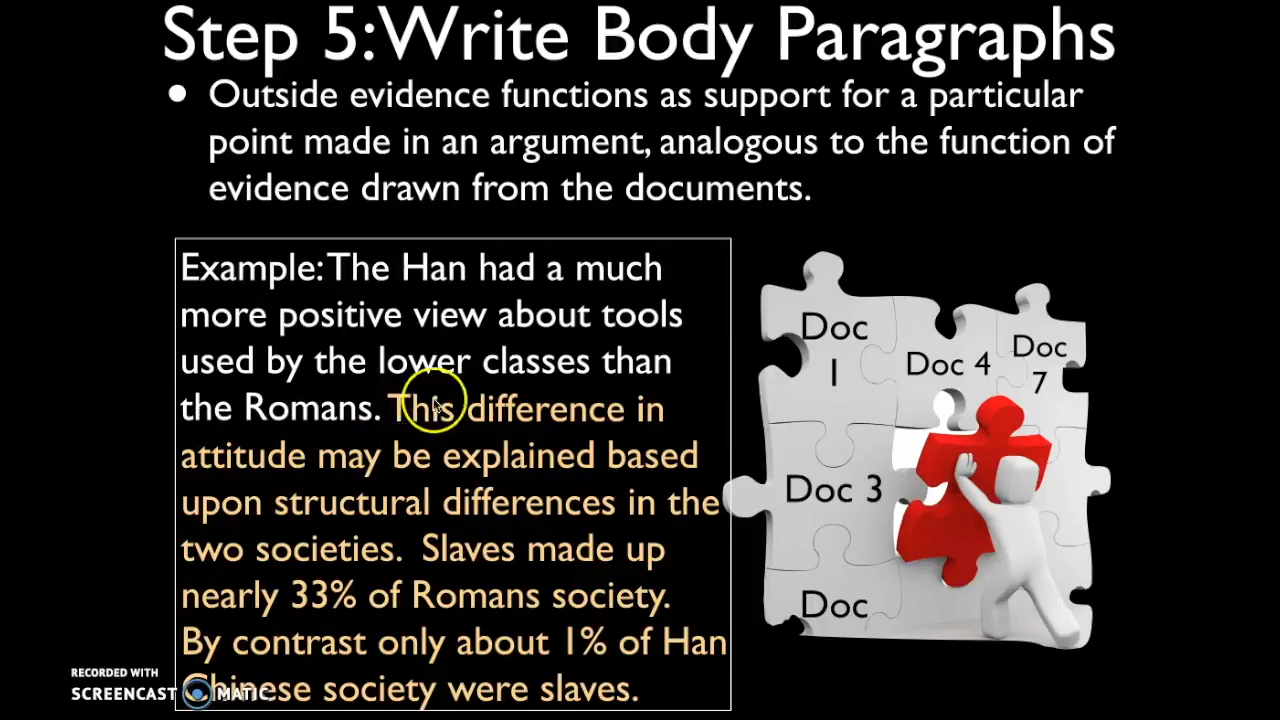 Step 5: Write Body Paragraphs
• Outside evidence functions as support for a particular
point made in an argument, analogous to the function of
evidence drawn from the documents.
Example: The Han had a much
more positive view about tools
used by the lower classes than
the Romans. This difference in
attitude may be explained based
upon structural differences in the
two societies. Slaves made up
nearly 33% of Romans society.
By contrast only about 1% of Han
Chinese society were slaves.
Doc
1
Doc 4
Doc
7
Doc 3
Doc
RECORDED WITH
SCREENCAST MATIC